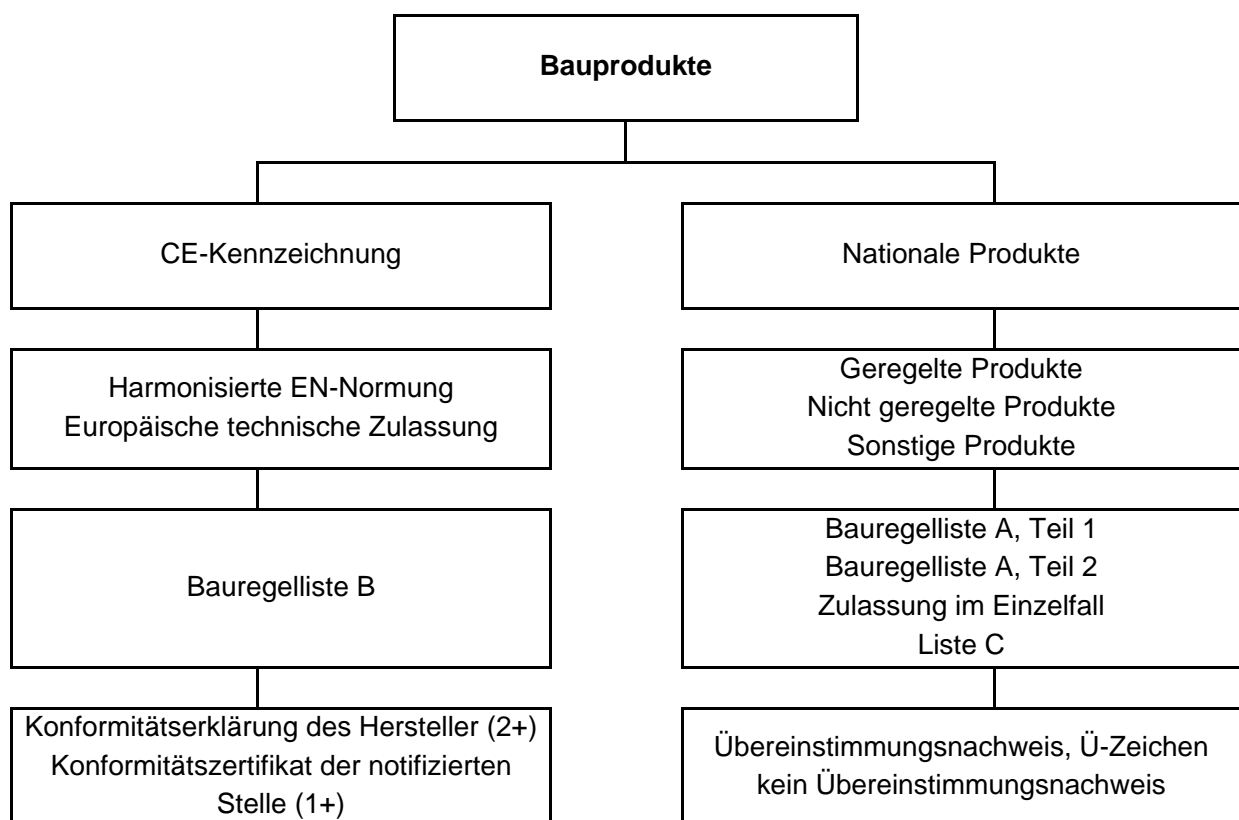 Bauprodukte
CE-Kennzeichnung
Nationale Produkte
Harmonisierte EN-Normung
Europäische technische Zulassung
Geregelte Produkte
Nicht geregelte Produkte
Sonstige Produkte
Bauregelliste B
Bauregelliste A, Teil 1
Bauregelliste A, Teil 2
Zulassung im Einzelfall
Liste C
Konformitätserklärung des Hersteller (2+)
Konformitätszertifikat der notifizierten
Stelle (1+)
Übereinstimmungsnachweis, Ü-Zeichen
kein Übereinstimmungsnachweis